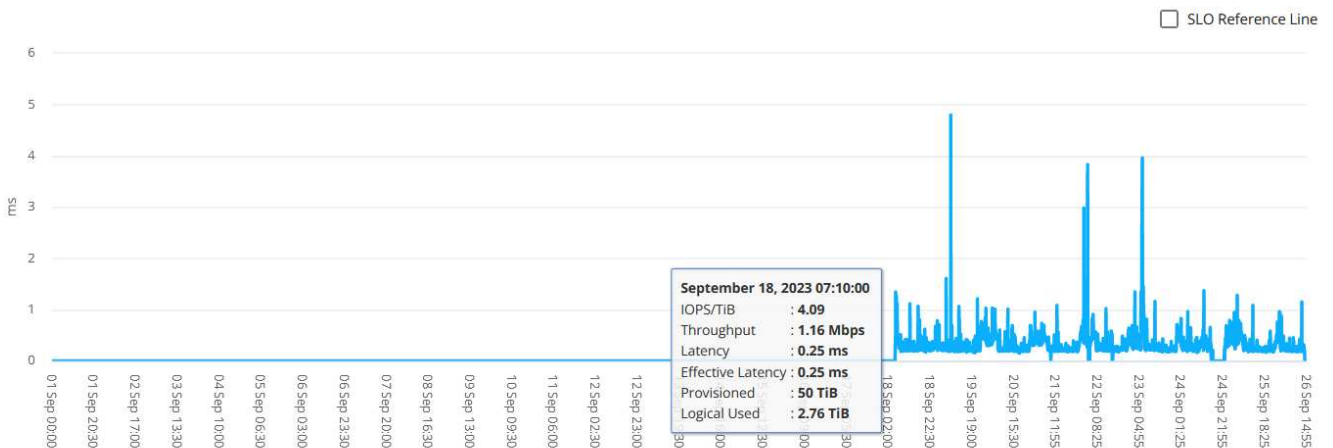 SLO Reference Line
6
5
4
3
2
1
0
ms
September 18, 2023 07:10:00
IOPS/TiB : 4.09
Throughput : 1.16 Mbps
Latency : 0.25 ms
Effective Latency : 0.25 ms
Provisioned : 50 TiB
Logical Used : 2.76 TiB
01 Sep 00:00
01 Sep 20:30
02 Sep 17:00
03 Sep 13:30
04 Sep 10:00
05 Sep 06:30
06 Sep 03:00
06 Sep 23:30
07 Sep 20:00
08 Sep 16:30
09 Sep 13:00
10 Sep 09:30
11 Sep 06:00
12 Sep 02:30
12 Sep 23:00
18 Sep 02:00
18 Sep 22:30
19 Sep 19:00
20 Sep 15:30
21 Sep 11:55
22 Sep 08:25
23 Sep 04:55
24 Sep 01:25
24 Sep 21:55
25 Sep 18:25
26 Sep 14:55